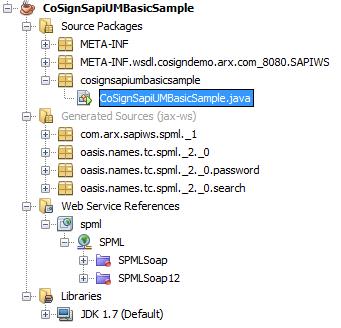 CoSignSapiUMBasicSample
Source Packages
META-INF
META-INF.wsdl.cosigndemo.arx.com_8080.SAPIWS
cosignsapiumbasicsample
CoSignSapiUMBasicSample.java
Generated Sources (jax-ws)
com.arx.sapiws.spml._1
oasis.names.tc.spml._2._0
oasis.names.tc.spml._2._0.password
oasis.names.tc.spml._2._0.search
Web Service References
spml
SPML
SPMLSoap
SPMLSoap12
Libraries
JDK 1.7 (Default)